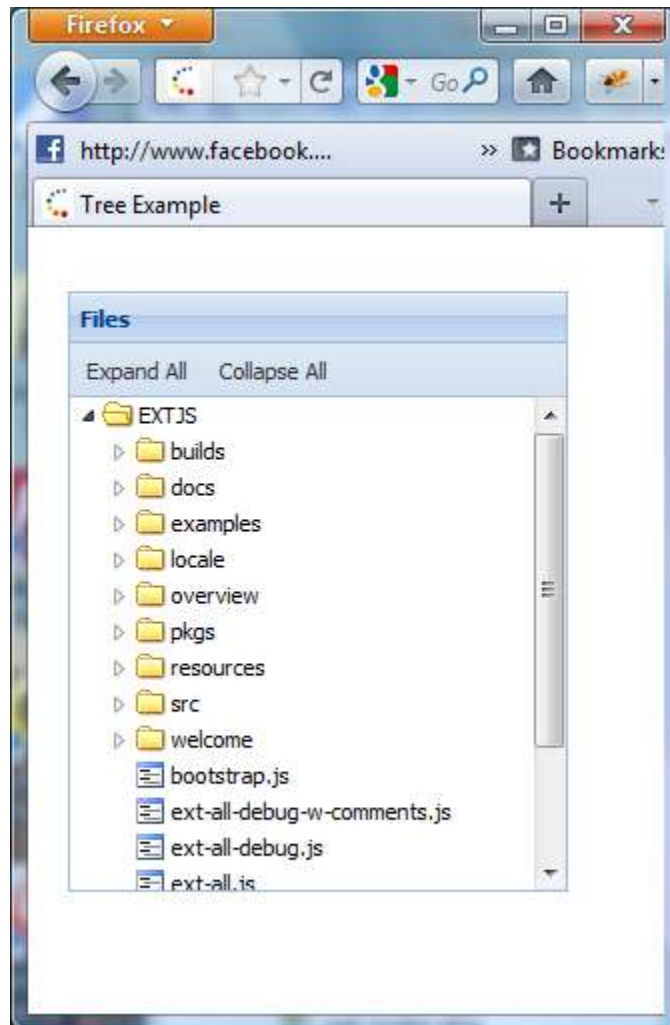 Firefox
Go
http://www.facebook.... » Bookmarks
Tree Example
Files
Expand All Collapse All
EXTJS
builds
docs
examples
locale
overview
pkgs
resources
src
welcome
bootstrap.js
ext-all-debug-w-comments.js
ext-all-debug.js
ext-all.js